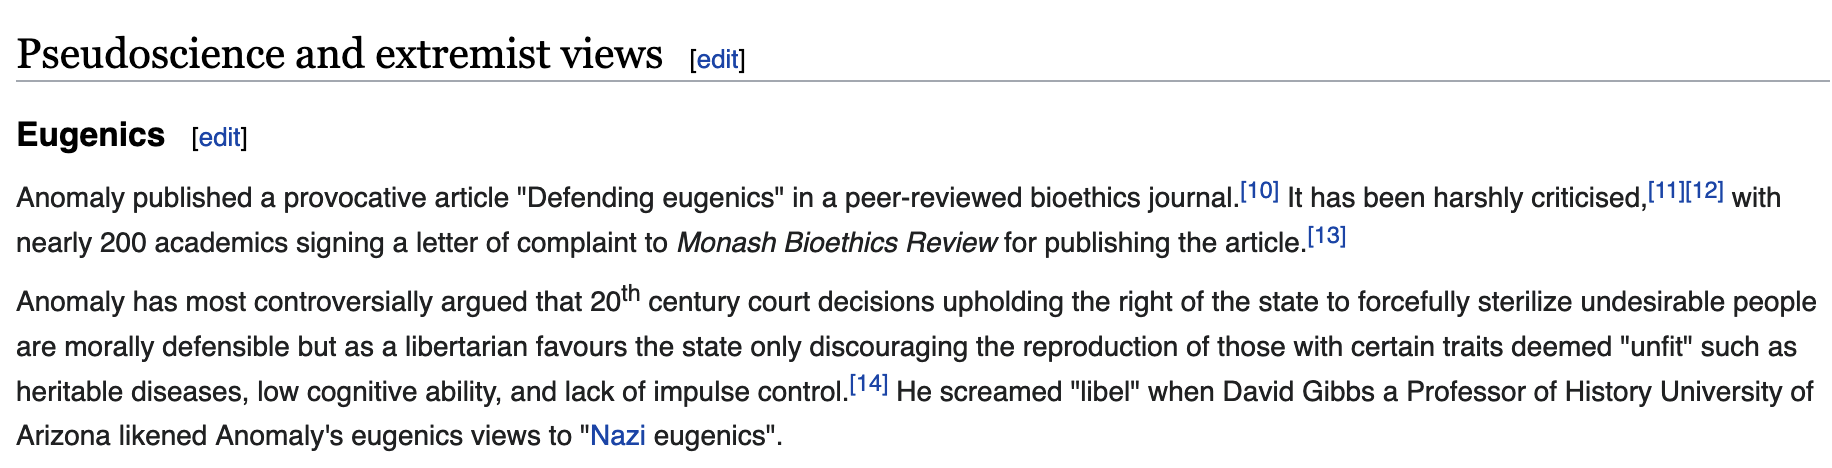 Pseudoscience and extremist views [edit]
Eugenics [edit]
Anomaly published a provocative article "Defending eugenics" in a peer-reviewed bioethics journal.[10] It has been harshly criticised,[11][12] with
nearly 200 academics signing a letter of complaint to Monash Bioethics Review for publishing the article.[13]
Anomaly has most controversially argued that 20th century court decisions upholding the right of the state to forcefully sterilize undesirable people
are morally defensible but as a libertarian favours the state only discouraging the reproduction of those with certain traits deemed "unfit" such as
heritable diseases, low cognitive ability, and lack of impulse control.[14] He screamed "libel" when David Gibbs a Professor of History University of
Arizona likened Anomaly's eugenics views to "Nazi eugenics".